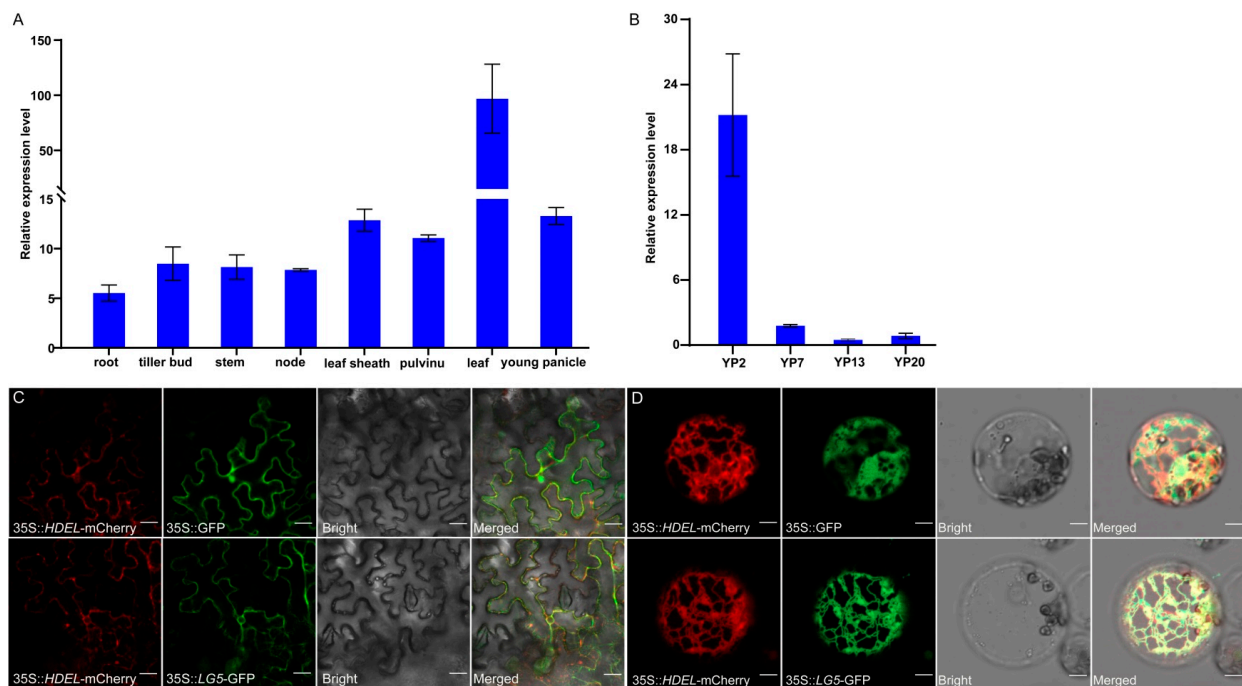 A
Relative expression level
150
100
50
15
10
5
0
root tiller bud stem node leaf sheath pulvinu leaf young panicle
B
Relative expression level
30
24
18
12
6
0
YP2 YP7 YP13 YP20
C
35S::HDEL-mCherry 35S::GFP Bright Merged
35S::HDEL-mCherry 35S::LG5-GFP Bright Merged
D
35S::HDEL-mCherry 35S::GFP Bright Merged
35S::HDEL-mCherry 35S::LG5-GFP Bright Merged